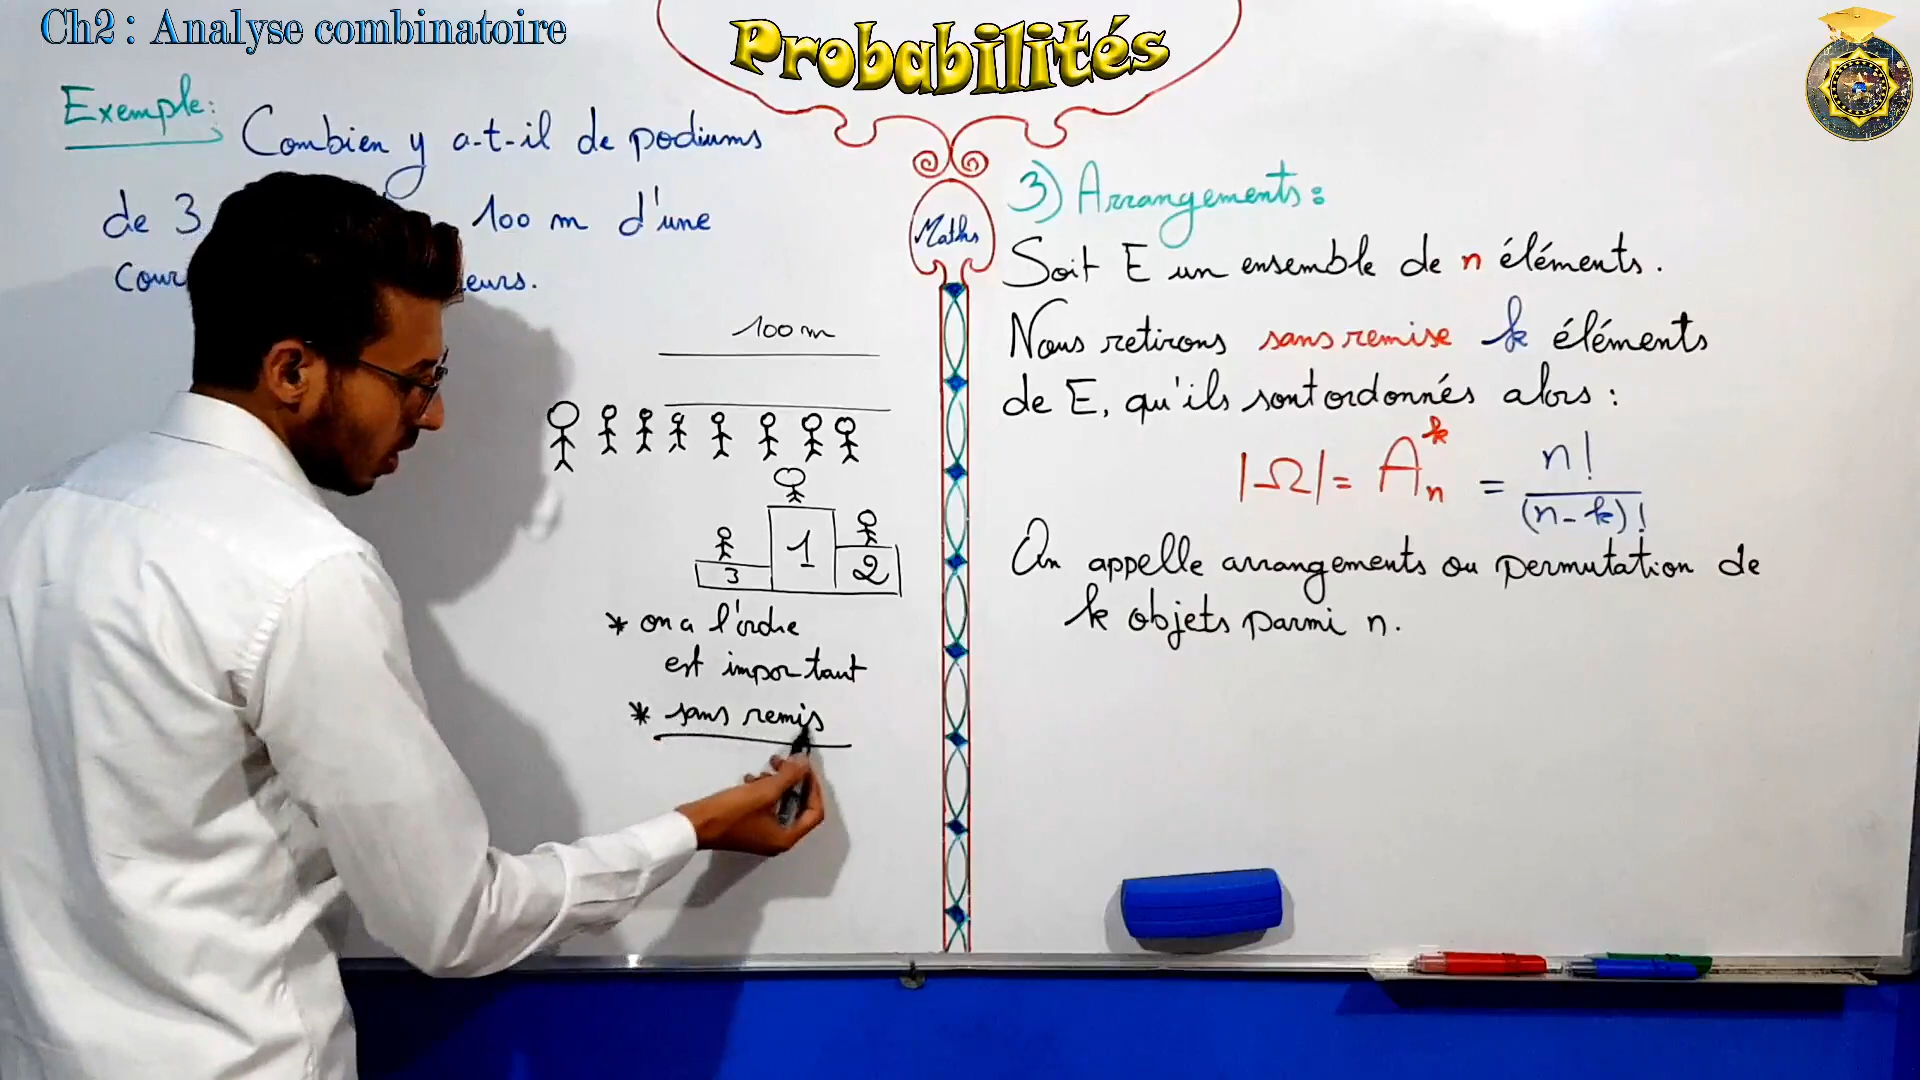 Ch2 : Analyse combinatoire
Probabilités
Exemple:
Combien y a-t-il de podiums
de 3 100 m d'une
cour eurs.
100 m
1
2
3
* on a l'ordre
est important
* sans remis
Maths
3) Arrangements:
Soit E un ensemble de n éléments.
Nous retirons sans remise k éléments
de E, qu'ils sont ordonnés alors :
|Ω| = A_n^k = n! / (n-k)!
On appelle arrangements ou permutation de
k objets parmi n.